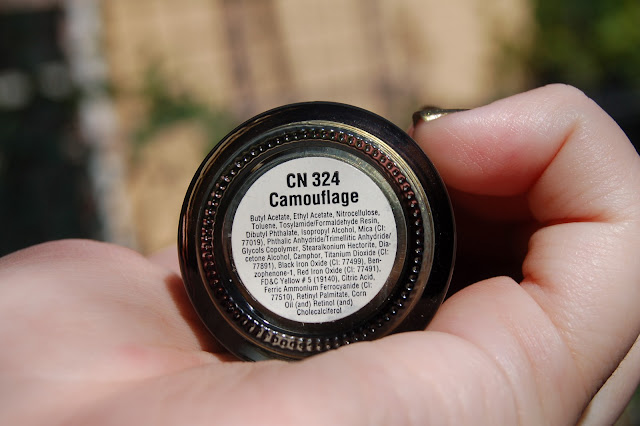 CN 324
Camouflage
Butyl Acetate, Ethyl Acetate, Nitrocellulose,
Toluene, Tosylamide/Formaldehyde Resin,
Dibutyl Phthalate, Isopropyl Alcohol, Mica (CI:
77019), Phthalic Anhydride/Trimellitic Anhydride/
Glycols Copolymer, Stearalkonium Hectorite, Dia-
cetone Alcohol, Camphor, Titanium Dioxide (CI:
77891), Black Iron Oxide (CI: 77499), Ben-
zophenone-1, Red Iron Oxide (CI: 77491),
FD&C Yellow # 5 (19140), Citric Acid,
Ferric Ammonium Ferrocyanide (CI:
77510), Retinyl Palmitate, Corn
Oil (and) Retinol (and)
Cholecalciferol